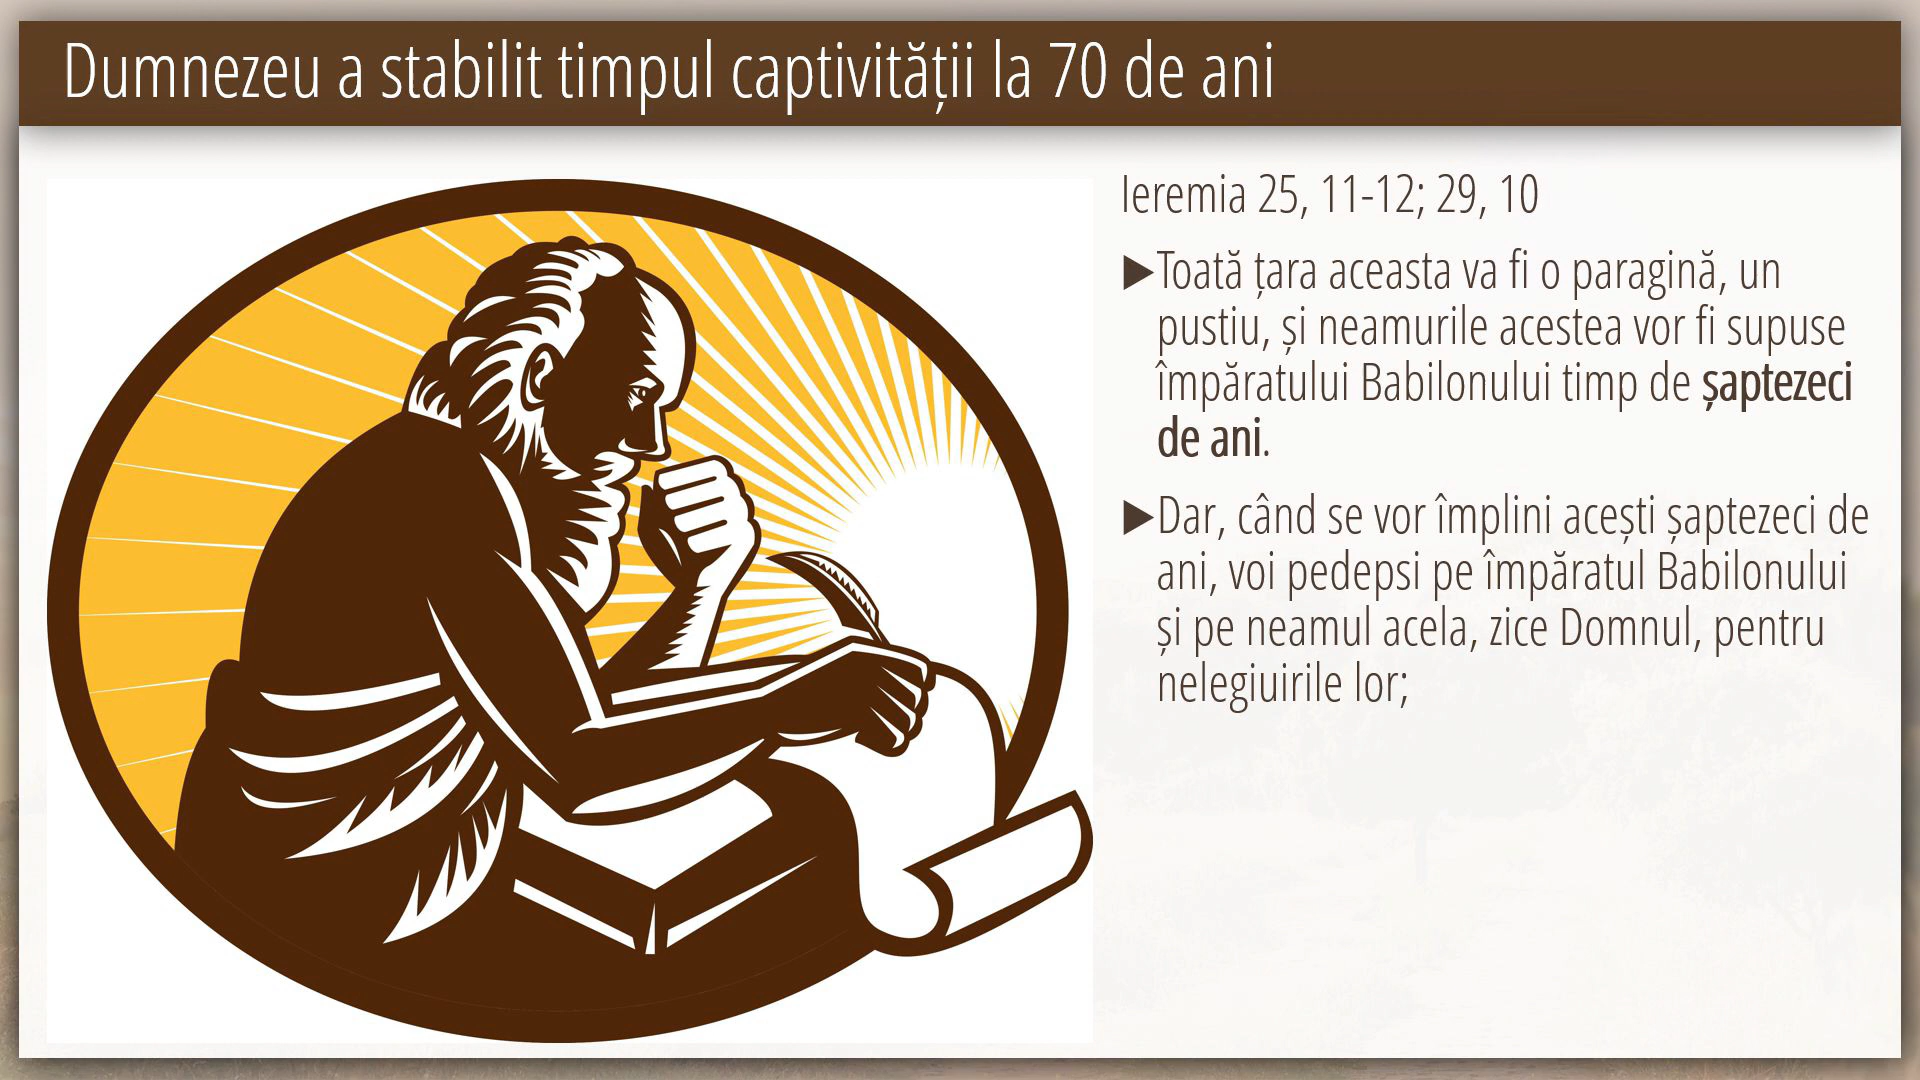 Dumnezeu a stabilit timpul captivității la 70 de ani
Ieremia 25, 11-12; 29, 10
▶Toată țara aceasta va fi o paragină, un
pustiu, și neamurile acestea vor fi supuse
împăratului Babilonului timp de șaptezeci
de ani.
▶Dar, când se vor împlini acești șaptezeci de
ani, voi pedepsi pe împăratul Babilonului
și pe neamul acela, zice Domnul, pentru
nelegiuirile lor;